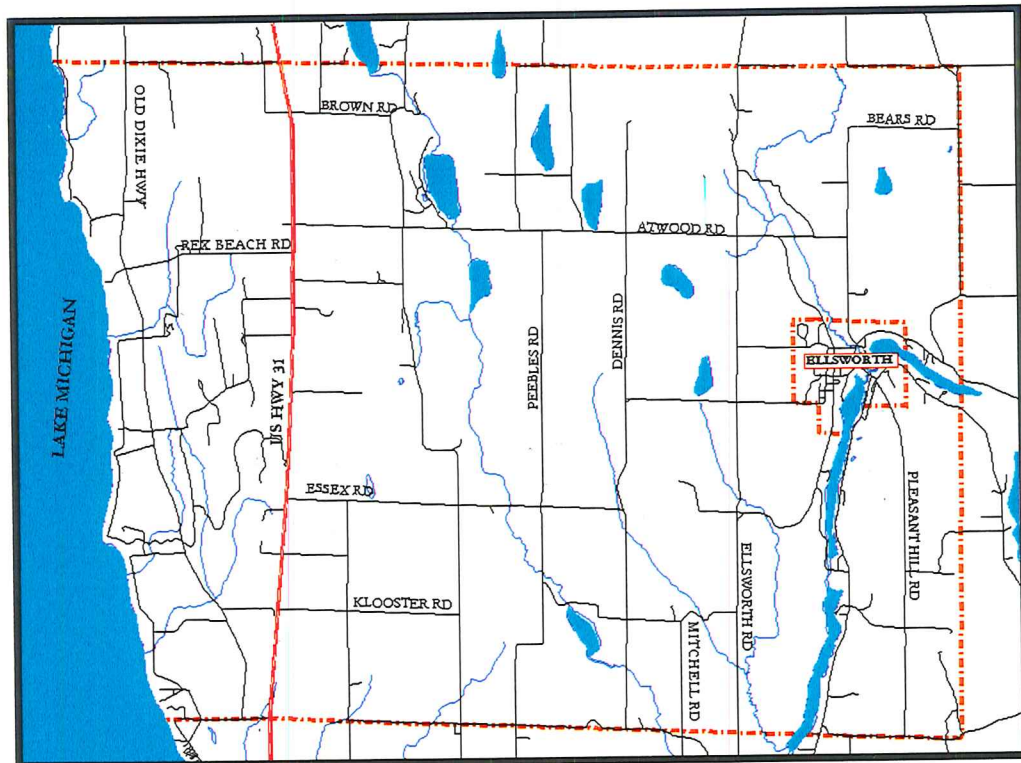 BROWN RD
BEARS RD
OLD DIXIE HWY
ATWOOD RD
REX BEACH RD
LAKE MICHIGAN
US HWY 31
PEEBLES RD
DENNIS RD
ELLSWORTH
ESSEX RD
PLEASANT HILL RD
ELLSWORTH RD
KLOOSTER RD
MITCHELL RD